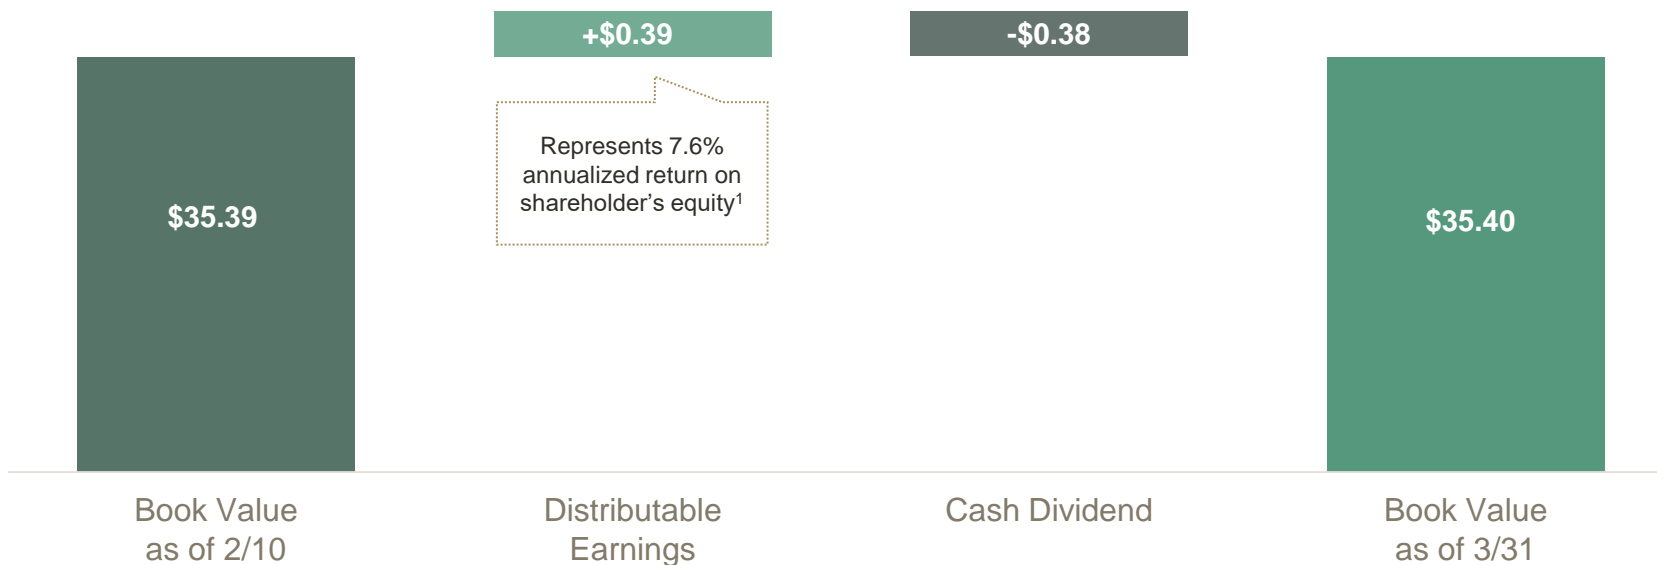 +$0.39
-$0.38
Represents 7.6%
annualized return on
shareholder’s equity¹
$35.39
$35.40
Book Value
as of 2/10
Distributable
Earnings
Cash Dividend
Book Value
as of 3/31